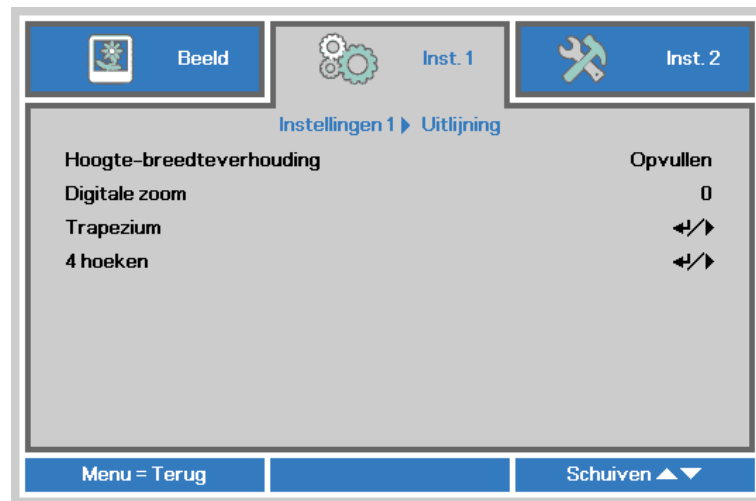 Beeld
Inst. 1
Inst. 2
Instellingen 1 Uitlijning
Hoogte-breedteverhouding Opvullen
Digitale zoom 0
Trapezium
4 hoeken
Menu = Terug
Schuiven